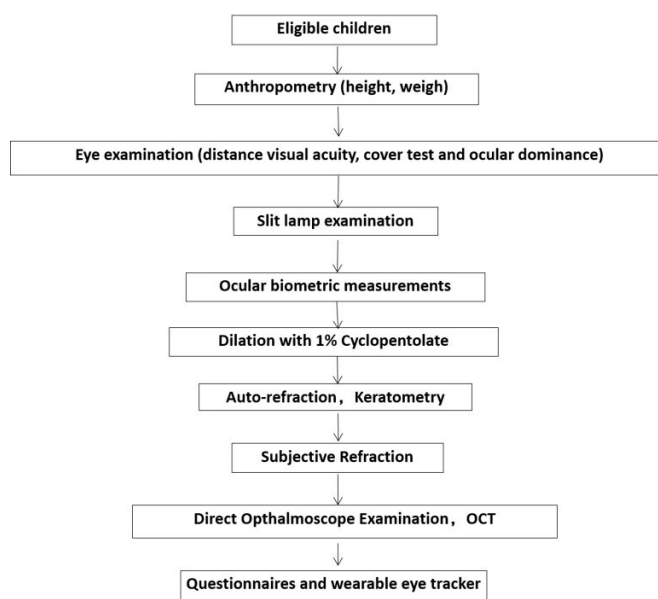 Eligible children
Anthropometry (height, weigh)
Eye examination (distance visual acuity, cover test and ocular dominance)
Slit lamp examination
Ocular biometric measurements
Dilation with 1% Cyclopentolate
Auto-refraction，Keratometry
Subjective Refraction
Direct Opthalmoscope Examination，OCT
Questionnaires and wearable eye tracker